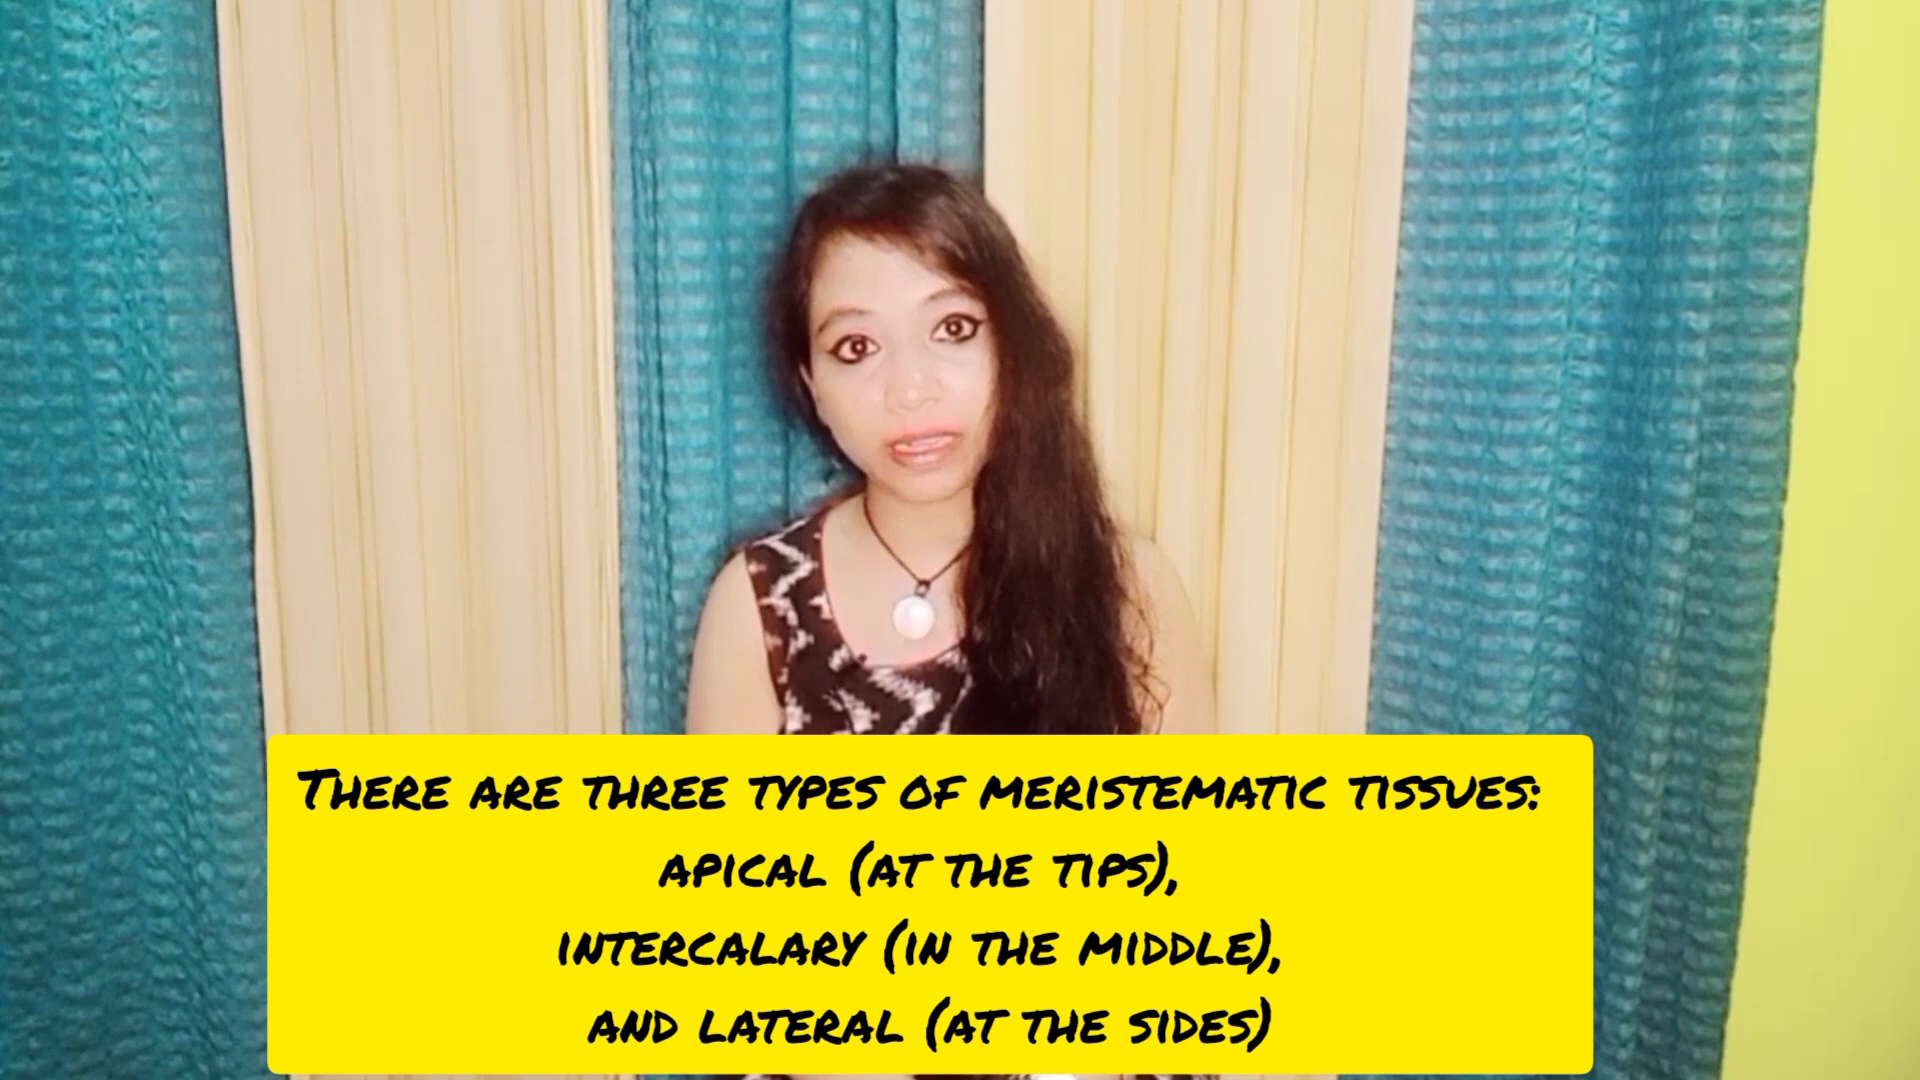 There are three types of meristematic tissues:
apical (at the tips),
intercalary (in the middle),
and lateral (at the sides)